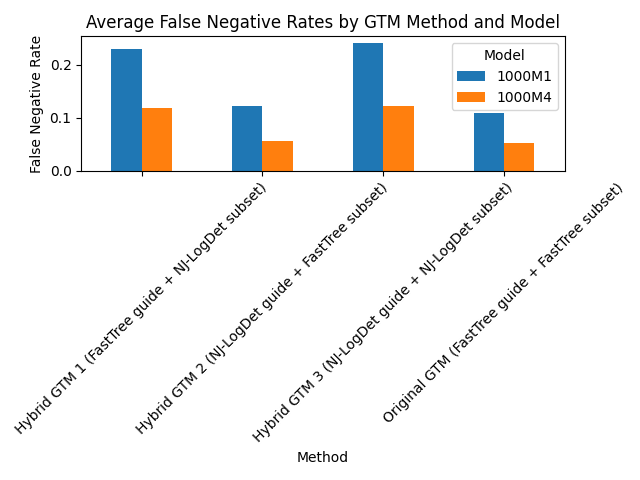 Average False Negative Rates by GTM Method and Model
False Negative Rate
0.2
0.1
0.0
Model
1000M1
1000M4
Hybrid GTM 1 (FastTree guide + NJ-LogDet subset)
Hybrid GTM 2 (NJ-LogDet guide + FastTree subset)
Hybrid GTM 3 (NJ-LogDet guide + NJ-LogDet subset)
Original GTM (FastTree guide + FastTree subset)
Method